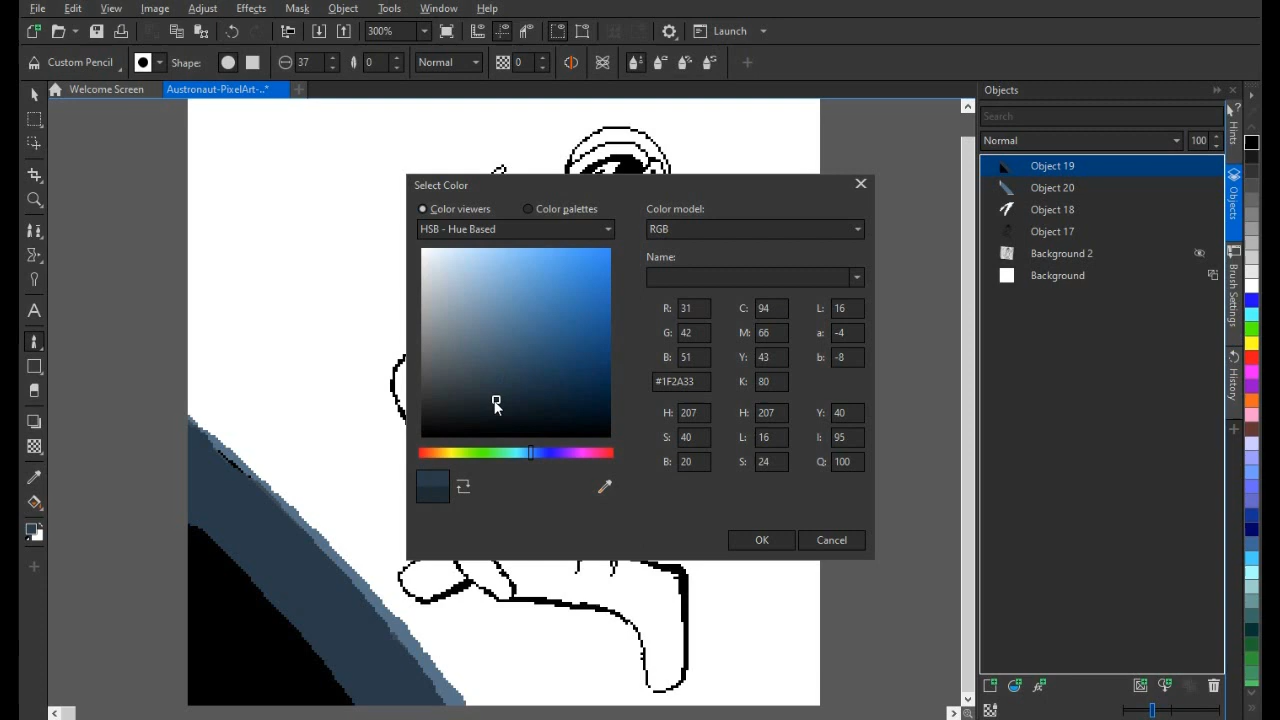 File Edit View Image Adjust Effects Mask Object Tools Window Help
300% Launch
Custom Pencil Shape: 37 0 Normal 0
Welcome Screen Austronaut-PixelArt-..*
Objects
Search
Normal 100
Object 19
Object 20
Object 18
Object 17
Background 2
Background
Hints
Objects
Brush Settings
History
Select Color
Color viewers Color palettes Color model:
HSB - Hue Based RGB
Name:
R: 31 C: 94 L: 16
G: 42 M: 66 a: -4
B: 51 Y: 43 b: -8
#1F2A33 K: 80
H: 207 H: 207 Y: 40
S: 40 L: 16 I: 95
B: 20 S: 24 Q: 100
OK Cancel